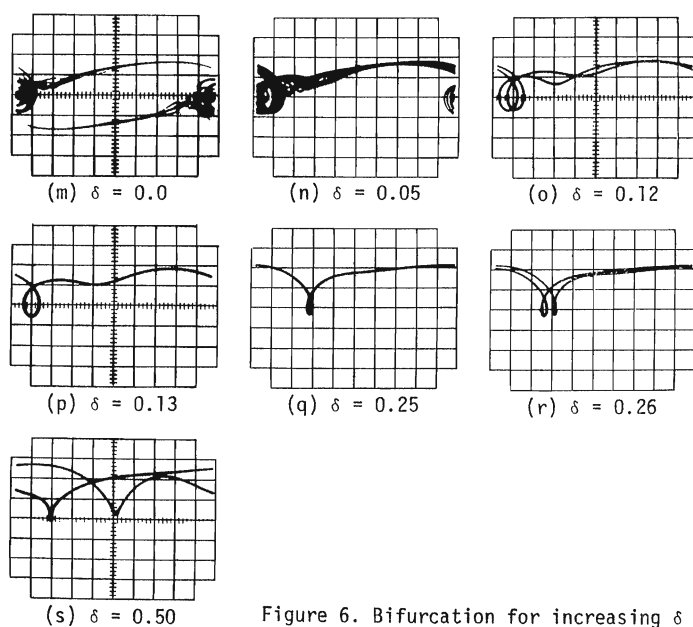 (m) δ = 0.0
(n) δ = 0.05
(o) δ = 0.12
(p) δ = 0.13
(q) δ = 0.25
(r) δ = 0.26
(s) δ = 0.50
Figure 6. Bifurcation for increasing δ